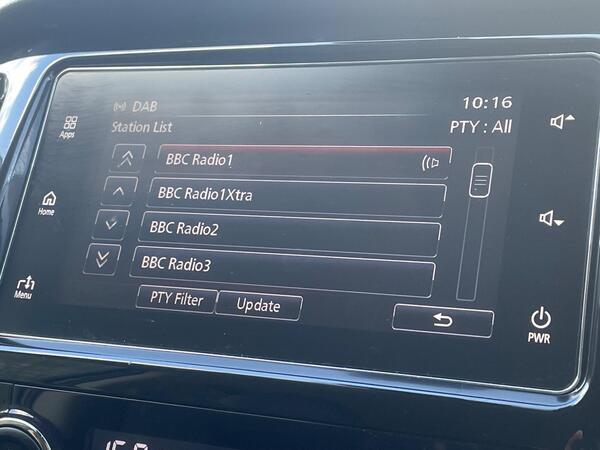 DAB
10:16
Apps
Station List
PTY : All
BBC Radio1
BBC Radio1Xtra
Home
BBC Radio2
BBC Radio3
Menu
PTY Filter
Update
PWR